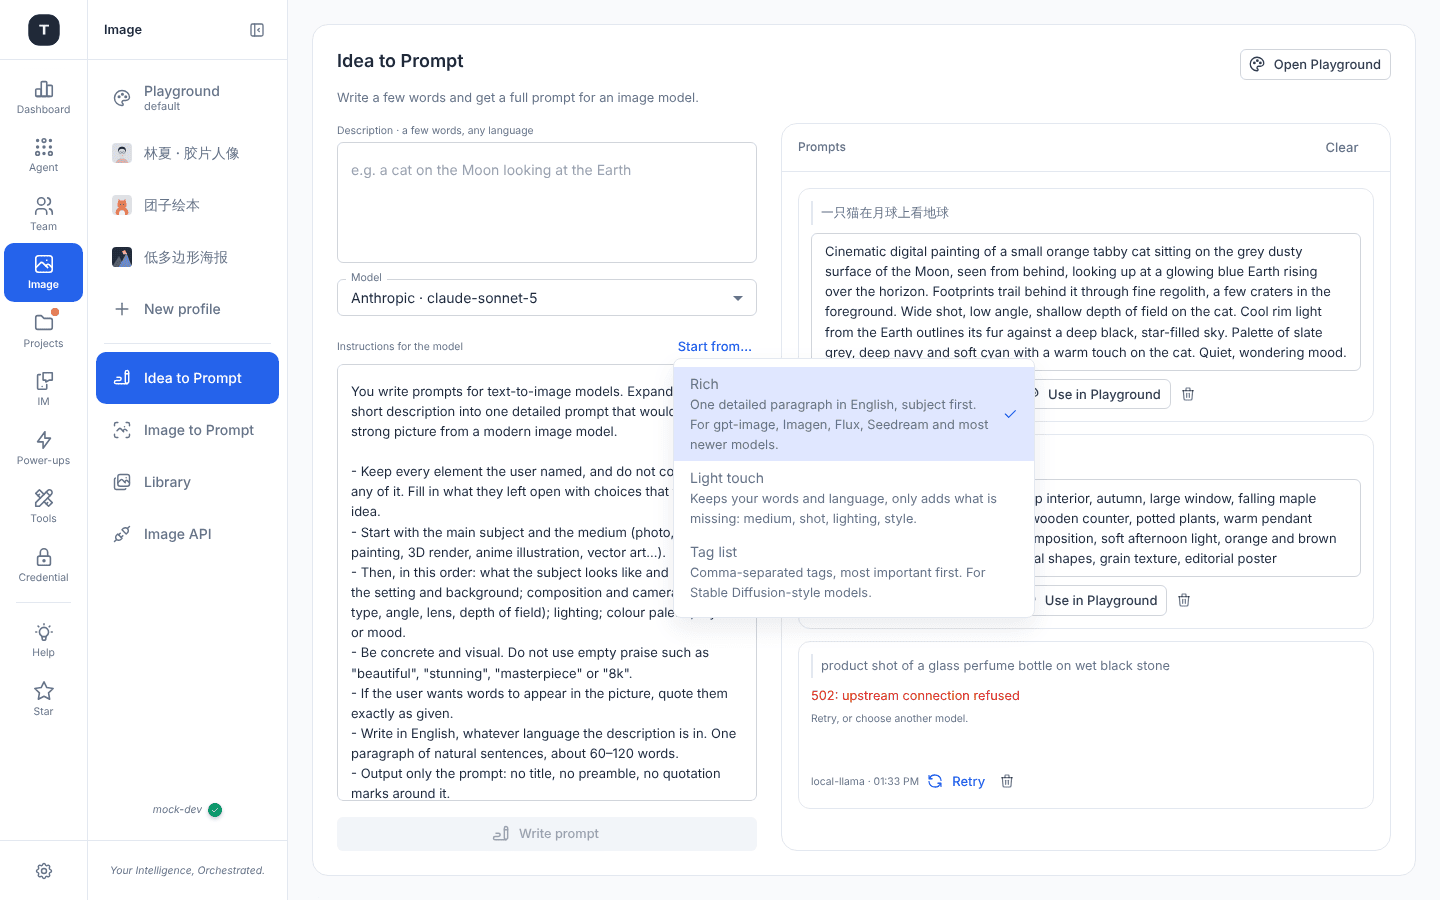 T
Dashboard
Agent
Team
Image
Projects
IM
Power-ups
Tools
Credential
Help
Star
Image
Playground
default
林夏 · 胶片人像
团子绘本
低多边形海报
New profile
Idea to Prompt
Image to Prompt
Library
Image API
mock-dev
Your Intelligence, Orchestrated.
Idea to Prompt
Write a few words and get a full prompt for an image model.
Open Playground
Description · a few words, any language
e.g. a cat on the Moon looking at the Earth
Model
Anthropic · claude-sonnet-5
Instructions for the model
Start from...
You write prompts for text-to-image models. Expand
short description into one detailed prompt that would
strong picture from a modern image model.
- Keep every element the user named, and do not
any of it. Fill in what they left open with choices that
idea.
- Start with the main subject and the medium (photo,
painting, 3D render, anime illustration, vector art...).
- Then, in this order: what the subject looks like and
the setting and background; composition and
type, angle, lens, depth of field); lighting; colour
or mood.
- Be concrete and visual. Do not use empty praise such as
"beautiful", "stunning", "masterpiece" or "8k".
- If the user wants words to appear in the picture, quote them
exactly as given.
- Write in English, whatever language the description is in. One
paragraph of natural sentences, about 60–120 words.
- Output only the prompt: no title, no preamble, no quotation
marks around it.
Write prompt
Rich
One detailed paragraph in English, subject first.
For gpt-image, Imagen, Flux, Seedream and most
newer models.
Light touch
Keeps your words and language, only adds what is
missing: medium, shot, lighting, style.
Tag list
Comma-separated tags, most important first. For
Stable Diffusion-style models.
Prompts
Clear
一只猫在月球上看地球
Cinematic digital painting of a small orange tabby cat sitting on the grey dusty
surface of the Moon, seen from behind, looking up at a glowing blue Earth rising
over the horizon. Footprints trail behind it through fine regolith, a few craters in the
foreground. Wide shot, low angle, shallow depth of field on the cat. Cool rim light
from the Earth outlines its fur against a deep black, star-filled sky. Palette of slate
grey, deep navy and soft cyan with a warm touch on the cat. Quiet, wondering mood.
Use in Playground
interior, autumn, large window, falling maple
wooden counter, potted plants, warm pendant
soft afternoon light, orange and brown
shapes, grain texture, editorial poster
Use in Playground
product shot of a glass perfume bottle on wet black stone
502: upstream connection refused
Retry, or choose another model.
local-llama · 01:33 PM
Retry